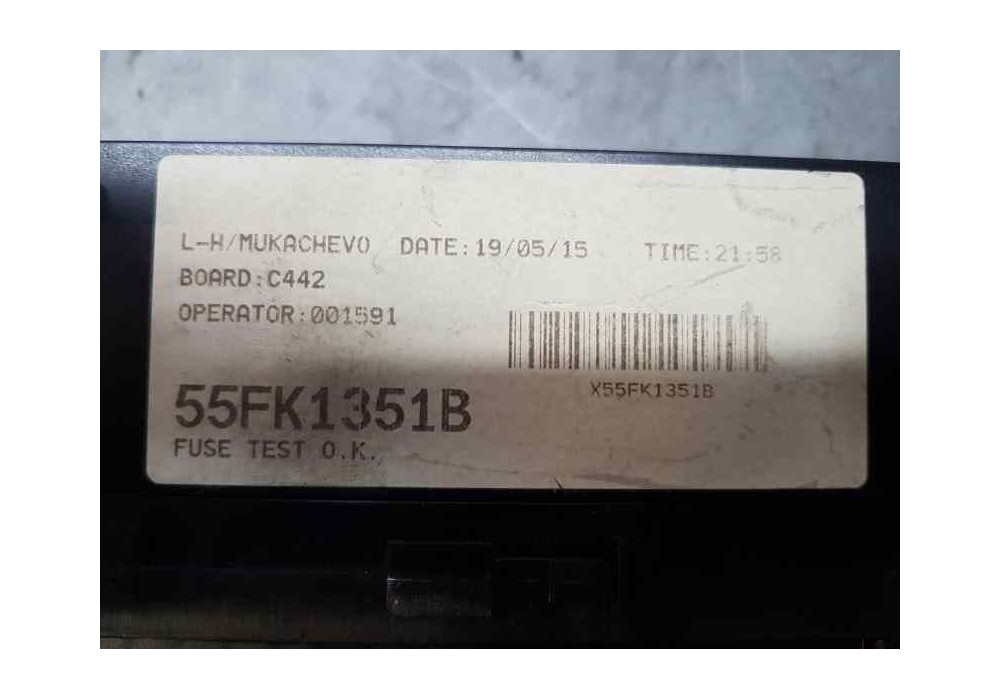 L-H/MUKACHEVO DATE:19/05/15 TIME:21:58
BOARD:C442
OPERATOR:001591
X55FK1351B
55FK1351B
FUSE TEST O.K.